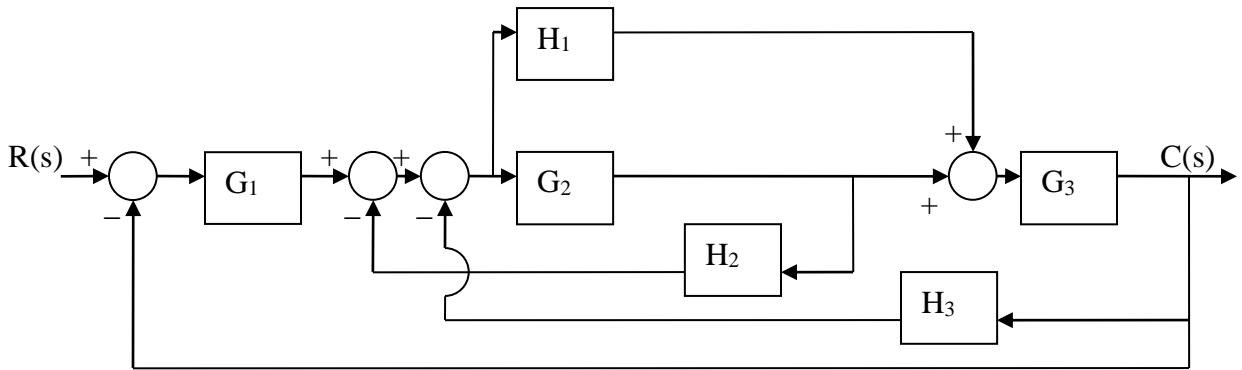 H₁
+
R(s) + G₁ + + G₂ + G₃ C(s)
− − − +
H₂
H₃